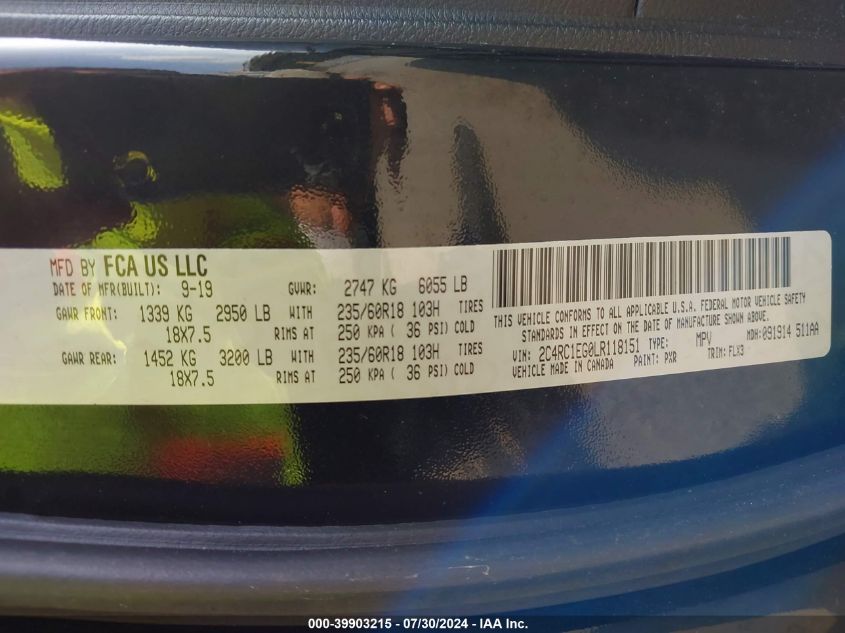 MFD BY FCA US LLC
DATE OF MFR(BUILT): 9-19 GVWR: 2747 KG 6055 LB
GAWR FRONT: 1339 KG 2950 LB WITH 235/60R18 103H TIRES
18X7.5 RIMS AT 250 KPA ( 36 PSI) COLD
GAWR REAR: 1452 KG 3200 LB WITH 235/60R18 103H TIRES
18X7.5 RIMS AT 250 KPA ( 36 PSI) COLD
THIS VEHICLE CONFORMS TO ALL APPLICABLE U.S.A. FEDERAL MOTOR VEHICLE SAFETY
STANDARDS IN EFFECT ON THE DATE OF MANUFACTURE SHOWN ABOVE.
VIN: 2C4RC1EG0LR118151 TYPE: MPV MDH: 091914 511AA
VEHICLE MADE IN CANADA PAINT: PXR TRIM: FLX3
000-39903215 - 07/30/2024 - IAA Inc.